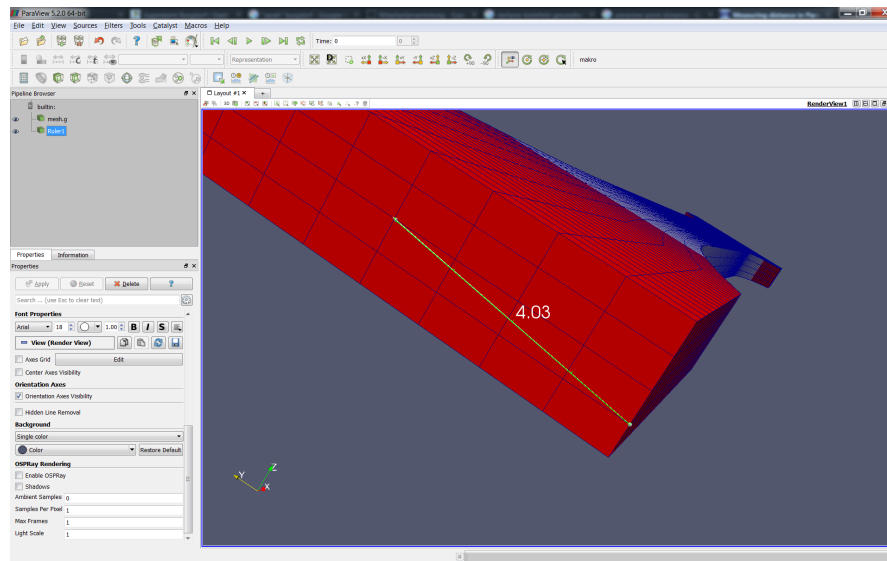 ParaView 5.2.0 64-bit
File Edit View Sources Filters Tools Catalyst Macros Help
Time: 0 0
Representation makro
Pipeline Browser
Layout #1
3D
RenderView1
builtin:
mesh.g
Ruler1
Properties Information
Properties
Apply Reset Delete ?
Search ... (use Esc to clear text)
Font Properties
Arial 18 1.00 B I S
View (Render View)
Axes Grid Edit
Center Axes Visibility
Orientation Axes
Orientation Axes Visibility
Hidden Line Removal
Background
Single color
Color Restore Default
OSPRay Rendering
Enable OSPRay
Shadows
Ambient Samples 0
Samples Per Pixel 1
Max Frames 1
Light Scale 1
4.03
Z
Y
X